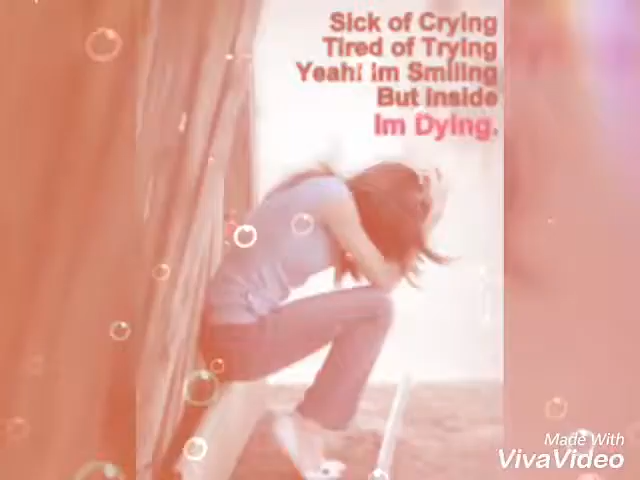 Sick of Crying
Tired of Trying
Yeah! im Smiling
But inside
Im Dying.
Made With
VivaVideo